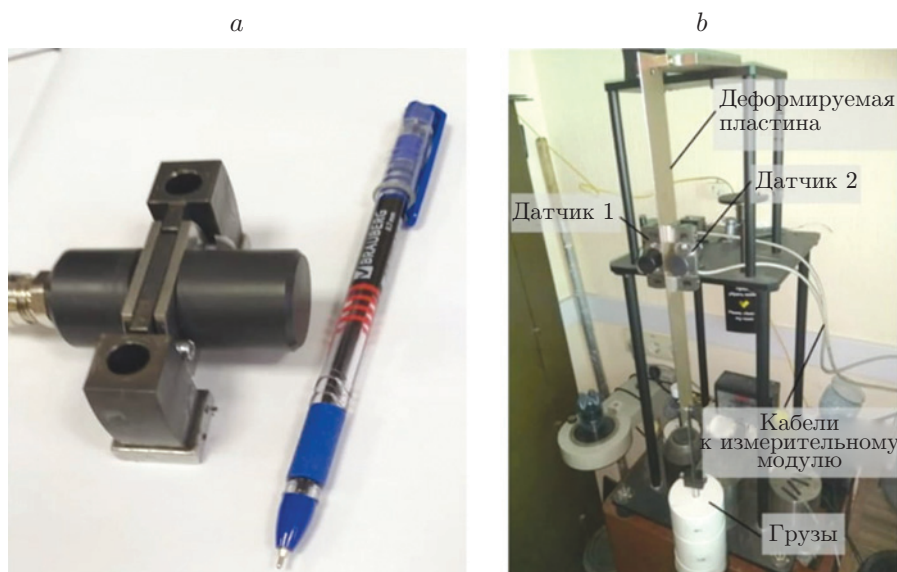 a
b
Деформируемая
пластина
Датчик 2
Датчик 1
BRAUBERG
Кабели
к измерительному
модулю
Грузы